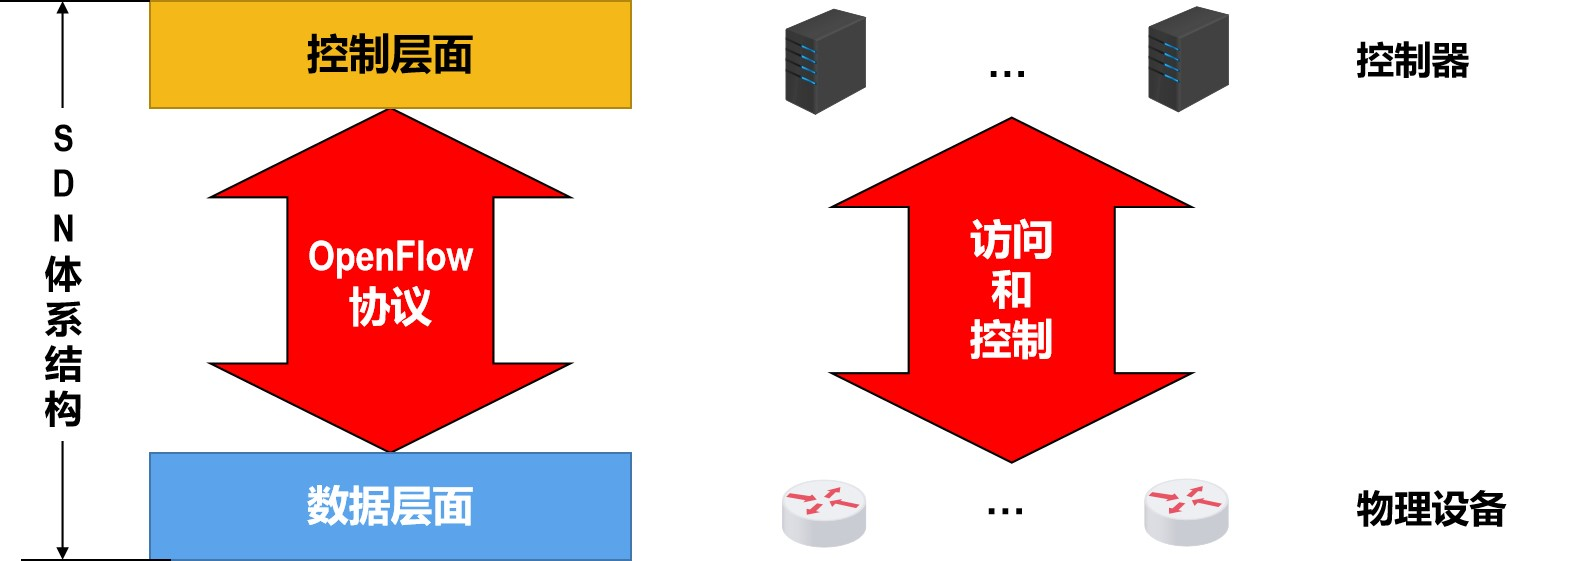 SDN体系结构
控制层面
OpenFlow
协议
数据层面
...
控制器
访问
和
控制
...
物理设备